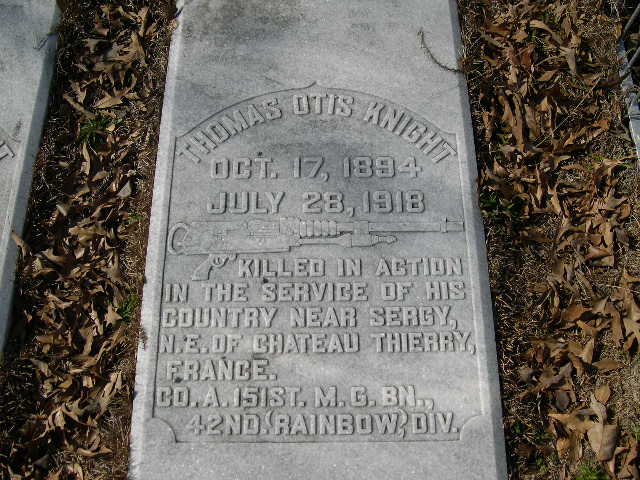 THOMAS OTIS KNIGHT
OCT. 17, 1894
JULY 28, 1918
KILLED IN ACTION
IN THE SERVICE OF HIS
COUNTRY NEAR SERGY,
N.E. OF CHATEAU THIERRY,
FRANCE.
CO. A. 151ST. M. G. BN.,
42ND. (RAINBOW), DIV.